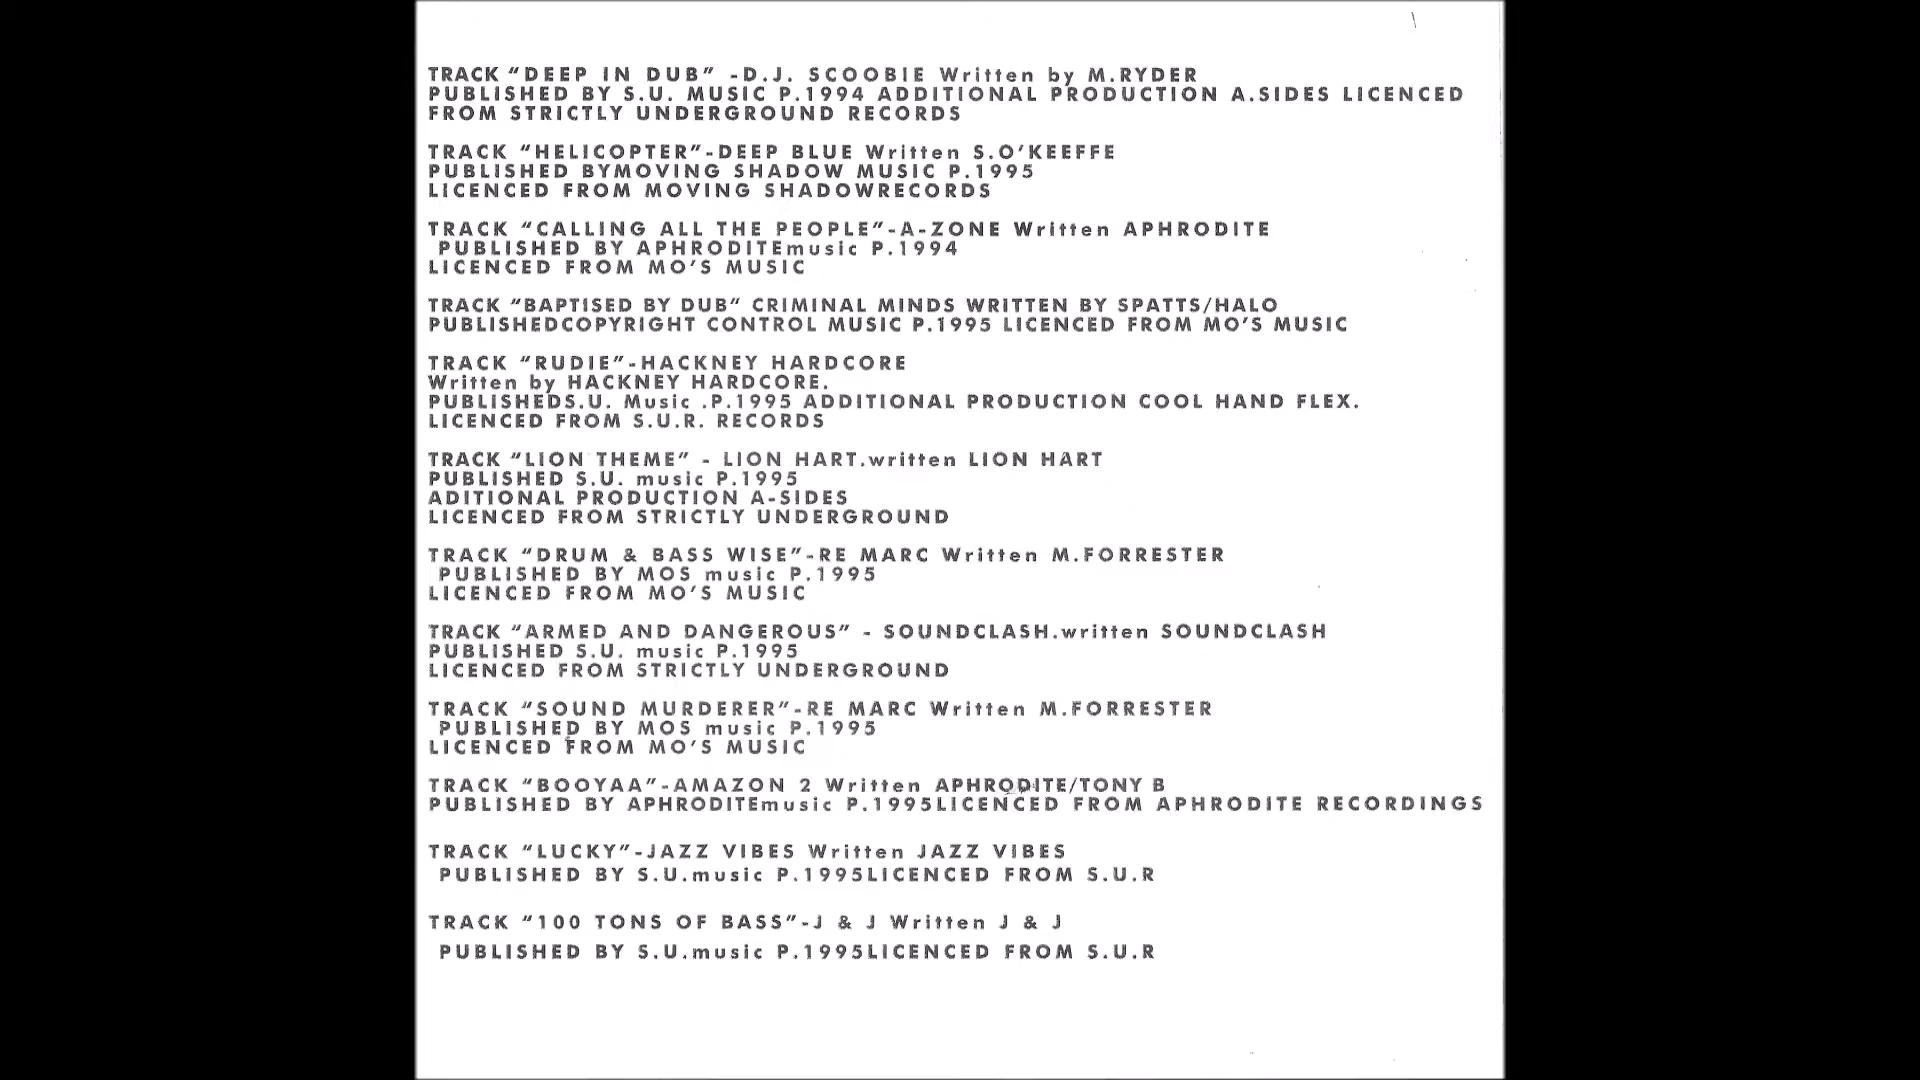 TRACK “DEEP IN DUB” -D.J. SCOOBIE Written by M.RYDER
PUBLISHED BY S.U. MUSIC P.1994 ADDITIONAL PRODUCTION A.SIDES LICENCED
FROM STRICTLY UNDERGROUND RECORDS
TRACK “HELICOPTER”-DEEP BLUE Written S.O’KEEFFE
PUBLISHED BYMOVING SHADOW MUSIC P.1995
LICENCED FROM MOVING SHADOWRECORDS
TRACK “CALLING ALL THE PEOPLE”-A-ZONE Written APHRODITE
PUBLISHED BY APHRODITEmusic P.1994
LICENCED FROM MO’S MUSIC
TRACK “BAPTISED BY DUB” CRIMINAL MINDS WRITTEN BY SPATTS/HALO
PUBLISHEDCOPYRIGHT CONTROL MUSIC P.1995 LICENCED FROM MO’S MUSIC
TRACK “RUDIE”-HACKNEY HARDCORE
Written by HACKNEY HARDCORE.
PUBLISHEDS.U. Music .P.1995 ADDITIONAL PRODUCTION COOL HAND FLEX.
LICENCED FROM S.U.R. RECORDS
TRACK “LION THEME” - LION HART.written LION HART
PUBLISHED S.U. music P.1995
ADITIONAL PRODUCTION A-SIDES
LICENCED FROM STRICTLY UNDERGROUND
TRACK “DRUM & BASS WISE”-RE MARC Written M.FORRESTER
PUBLISHED BY MOS music P.1995
LICENCED FROM MO’S MUSIC
TRACK “ARMED AND DANGEROUS” - SOUNDCLASH.written SOUNDCLASH
PUBLISHED S.U. music P.1995
LICENCED FROM STRICTLY UNDERGROUND
TRACK “SOUND MURDERER”-RE MARC Written M.FORRESTER
PUBLISHED BY MOS music P.1995
LICENCED FROM MO’S MUSIC
TRACK “BOOYAA”-AMAZON 2 Written APHRODITE/TONY B
PUBLISHED BY APHRODITEmusic P.1995LICENCED FROM APHRODITE RECORDINGS
TRACK “LUCKY”-JAZZ VIBES Written JAZZ VIBES
PUBLISHED BY S.U.music P.1995LICENCED FROM S.U.R
TRACK “100 TONS OF BASS”-J & J Written J & J
PUBLISHED BY S.U.music P.1995LICENCED FROM S.U.R